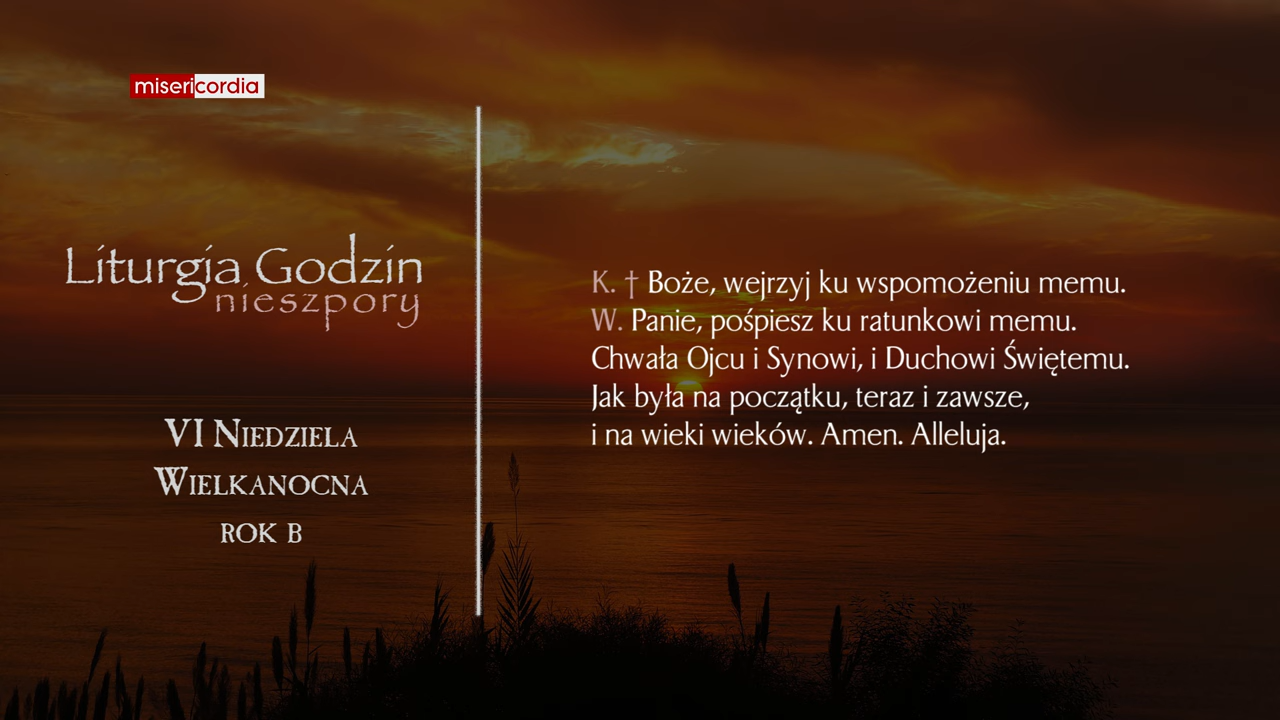 misericordia
Liturgia Godzin
nieszpory
VI Niedziela
Wielkanocna
rok B
K. † Boże, wejrzyj ku wspomożeniu memu.
W. Panie, pośpiesz ku ratunkowi memu.
Chwała Ojcu i Synowi, i Duchowi Świętemu.
Jak była na początku, teraz i zawsze,
i na wieki wieków. Amen. Alleluja.